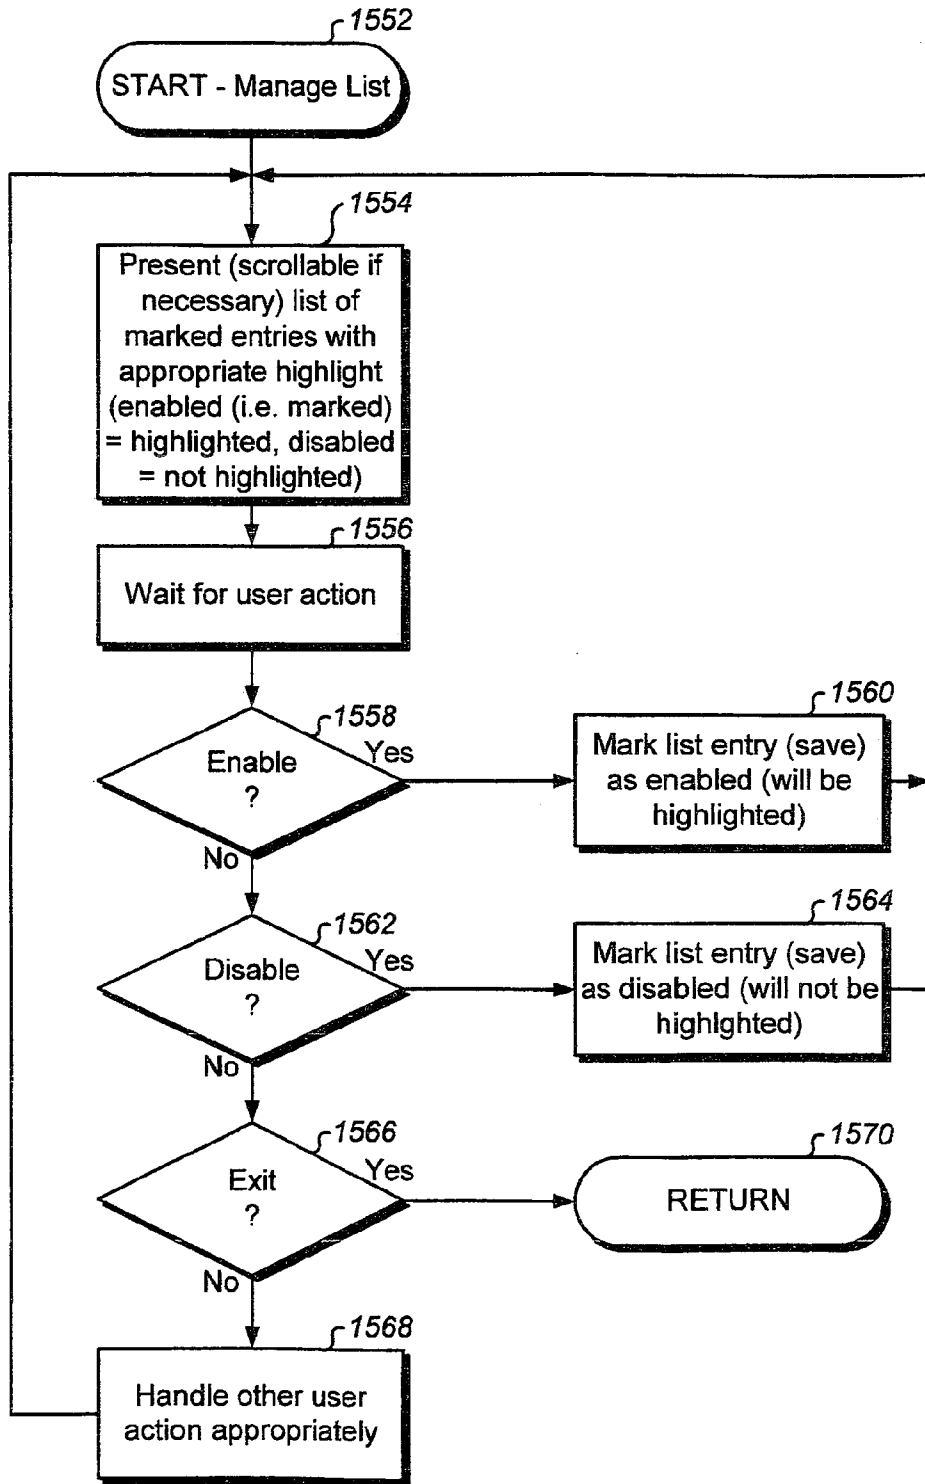 1552
START - Manage List
1554
Present (scrollable if
necessary) list of
marked entries with
appropriate highlight
(enabled (i.e. marked)
= highlighted, disabled
= not highlighted)
1556
Wait for user action
1558
Enable
?
Yes
No
1560
Mark list entry (save)
as enabled (will be
highlighted)
1562
Disable
?
Yes
No
1564
Mark list entry (save)
as disabled (will not be
highlghted)
1566
Exit
?
Yes
No
1570
RETURN
1568
Handle other user
action appropriately